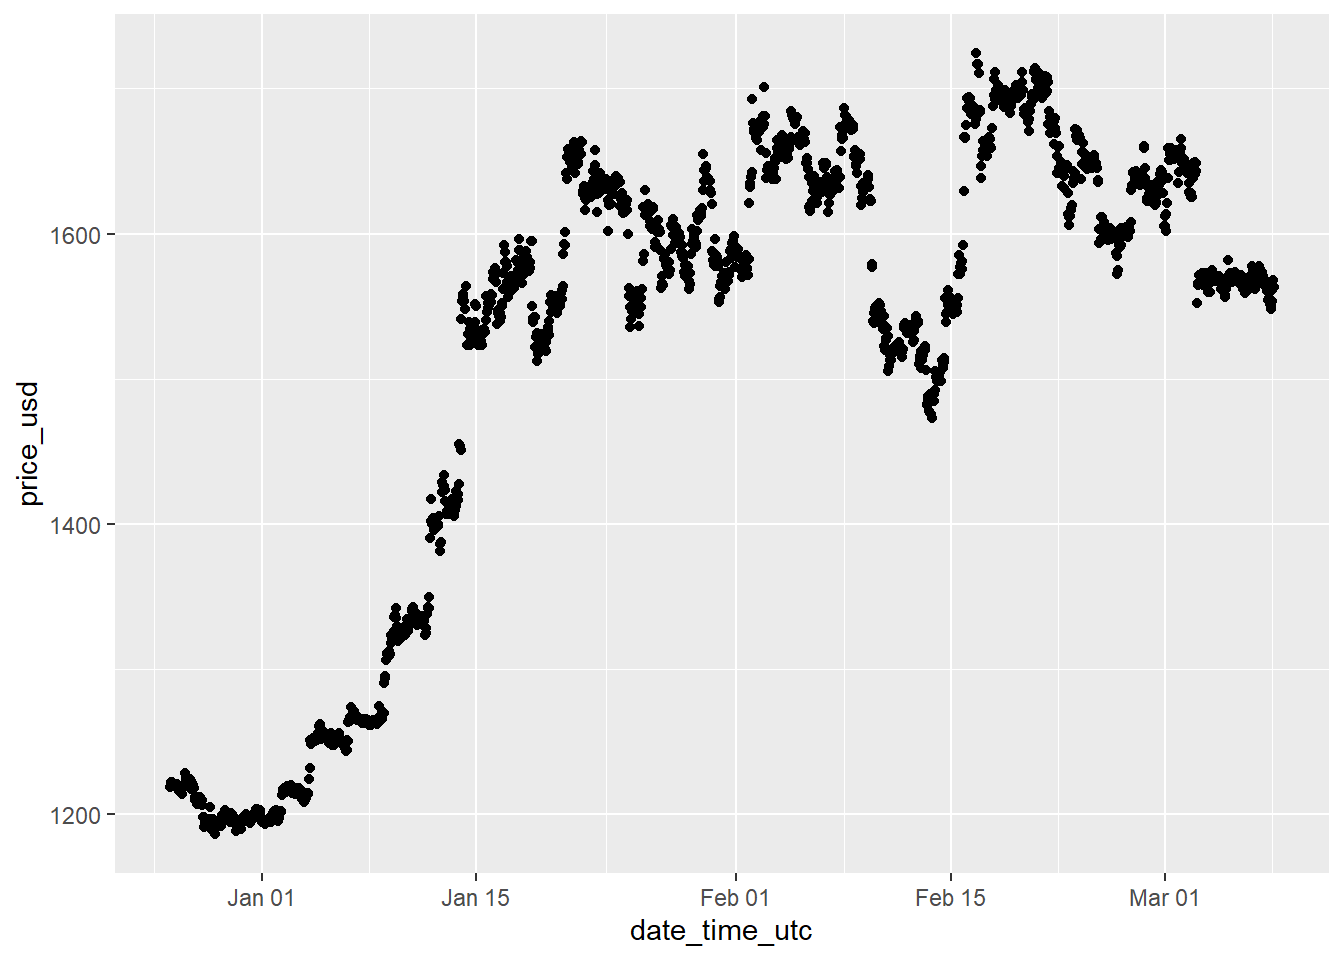 price_usd
1600
1400
1200
Jan 01
Jan 15
Feb 01
Feb 15
Mar 01
date_time_utc